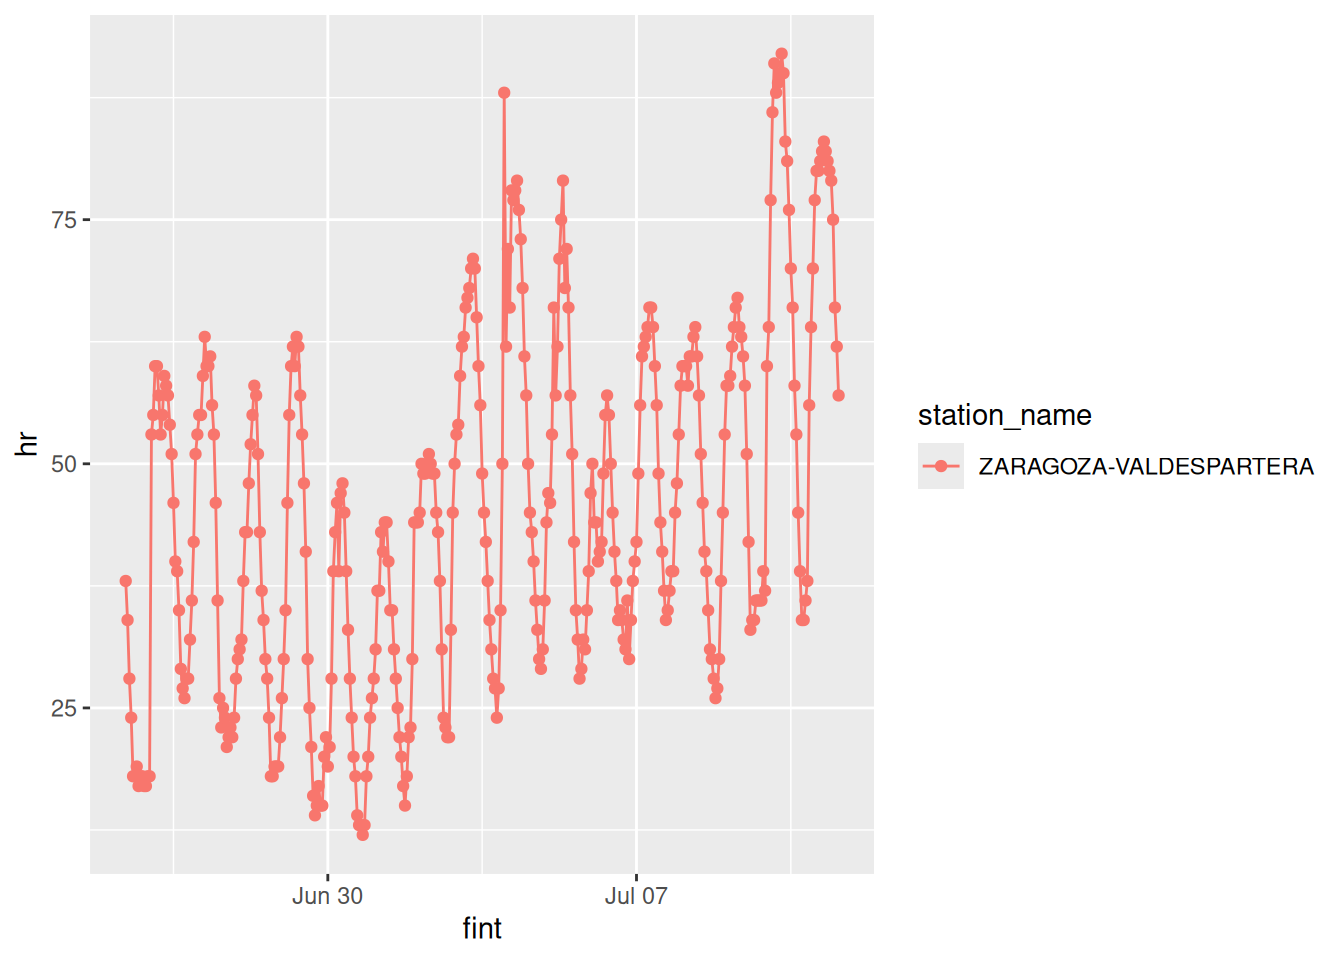 75
50
25
hr
Jun 30
Jul 07
fint
station_name
ZARAGOZA-VALDESPARTERA